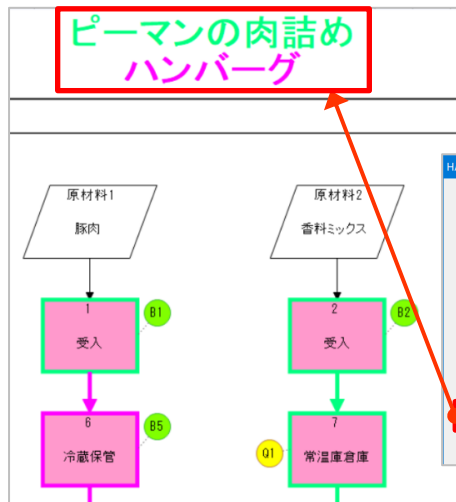 ピーマンの肉詰め
ハンバーグ
原材料1
豚肉
原材料2
香料ミックス
1
受入
B1
2
受入
B2
6
冷蔵保管
B5
7
常温庫倉庫
Q1